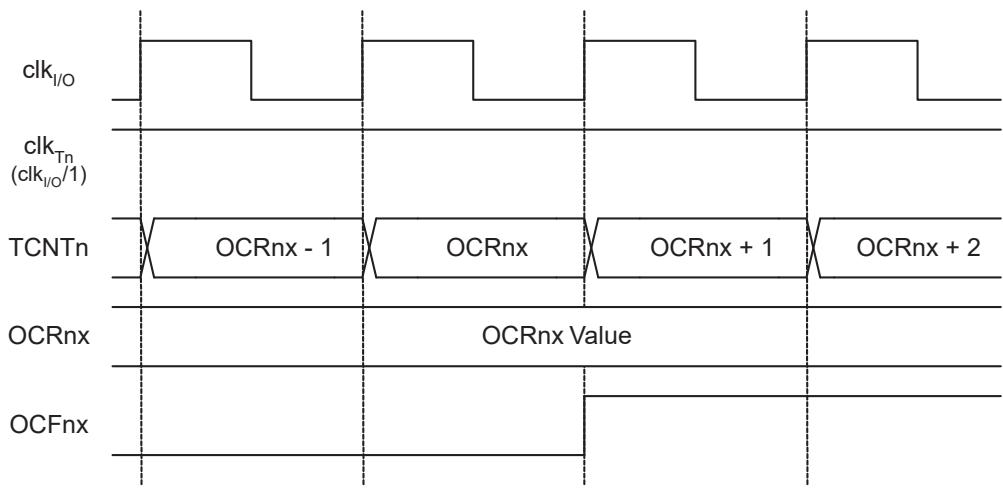 clkI/O
clkTn
(clkI/O/1)
TCNTn OCRnx - 1 OCRnx OCRnx + 1 OCRnx + 2
OCRnx OCRnx Value
OCFnx